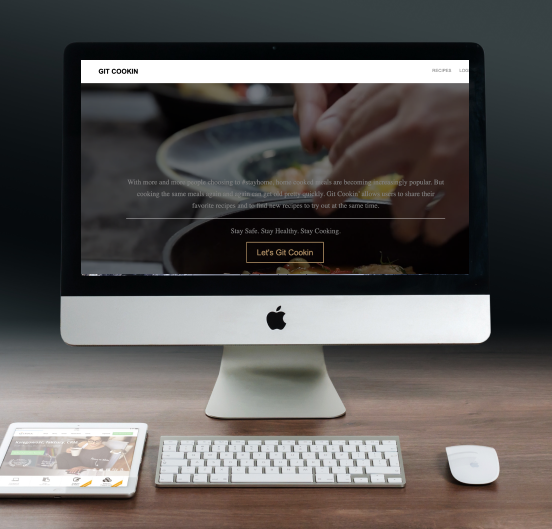 GIT COOKIN
RECIPES
With more and more people choosing to #stayhome, home cooked meals are becoming increasingly popular. But
cooking the same meals again and again can get old pretty quickly. Git Cookin' allows users to share their
favorite recipes and to find new recipes to try out at the same time.
Stay Safe. Stay Healthy. Stay Cooking.
Let's Git Cookin